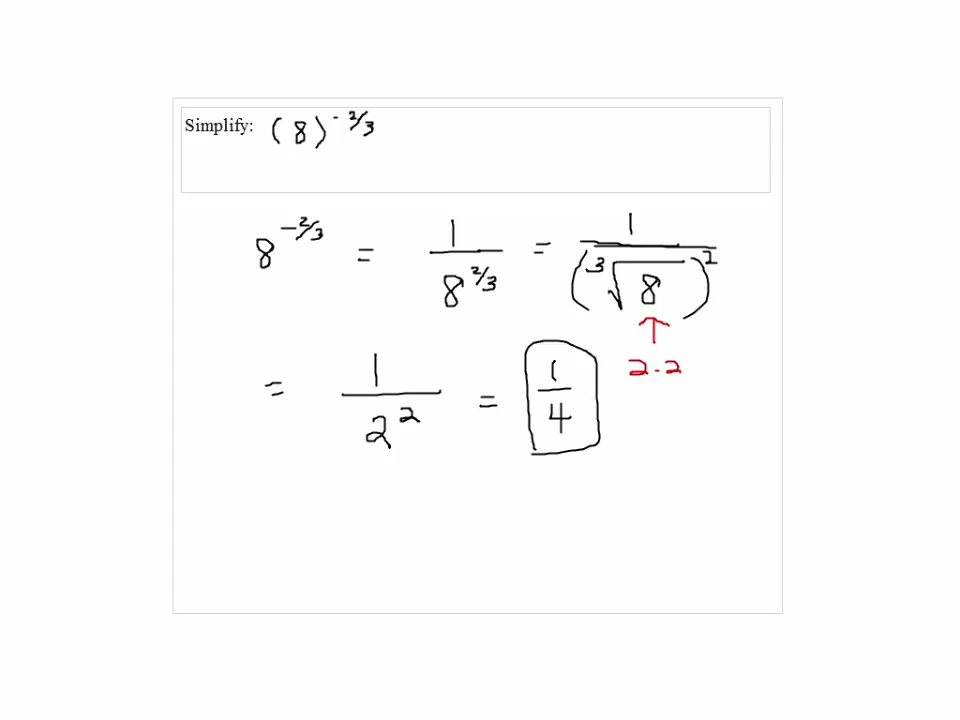 Simplify: (8)^-2/3
8^-2/3 = 1/8^2/3 = 1/(∛8)^2
↑
2·2
= 1/2^2 = 1/4